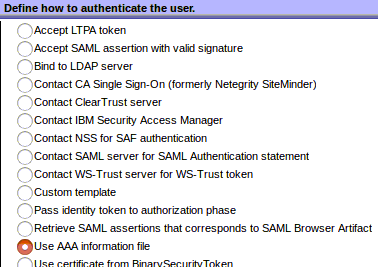 Define how to authenticate the user.
Accept LTPA token
Accept SAML assertion with valid signature
Bind to LDAP server
Contact CA Single Sign-On (formerly Netegrity SiteMinder)
Contact ClearTrust server
Contact IBM Security Access Manager
Contact NSS for SAF authentication
Contact SAML server for SAML Authentication statement
Contact WS-Trust server for WS-Trust token
Custom template
Pass identity token to authorization phase
Retrieve SAML assertions that corresponds to SAML Browser Artifact
Use AAA information file
Use certificate from BinarySecurityToken